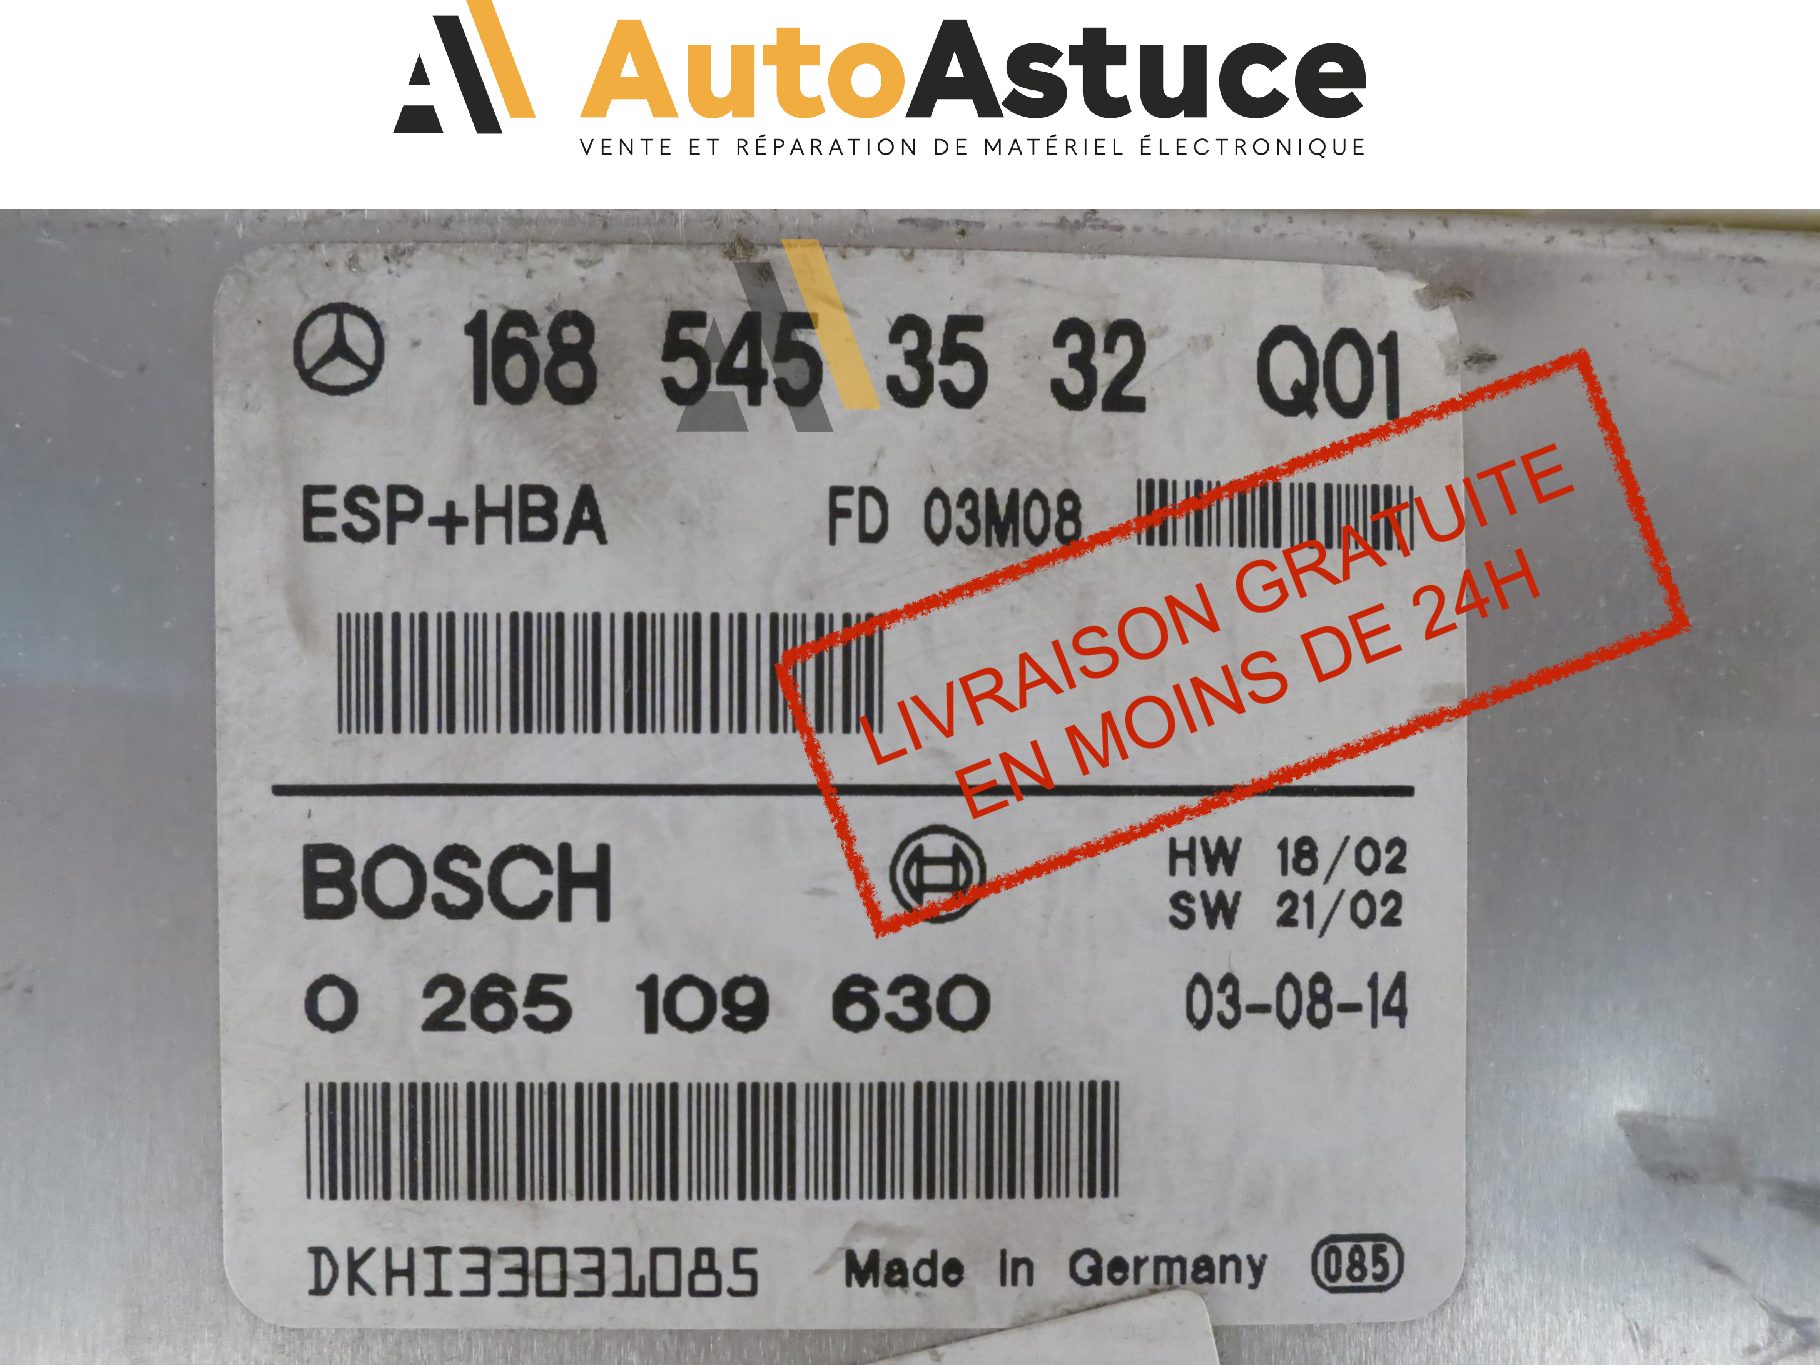 AutoAstuce
VENTE ET RÉPARATION DE MATÉRIEL ÉLECTRONIQUE
168 545 35 32 Q01
ESP+HBA FD 03M08
LIVRAISON GRATUITE
EN MOINS DE 24H
BOSCH HW 18/02
SW 21/02
0 265 109 630 03-08-14
DKHI33031085 Made in Germany 085